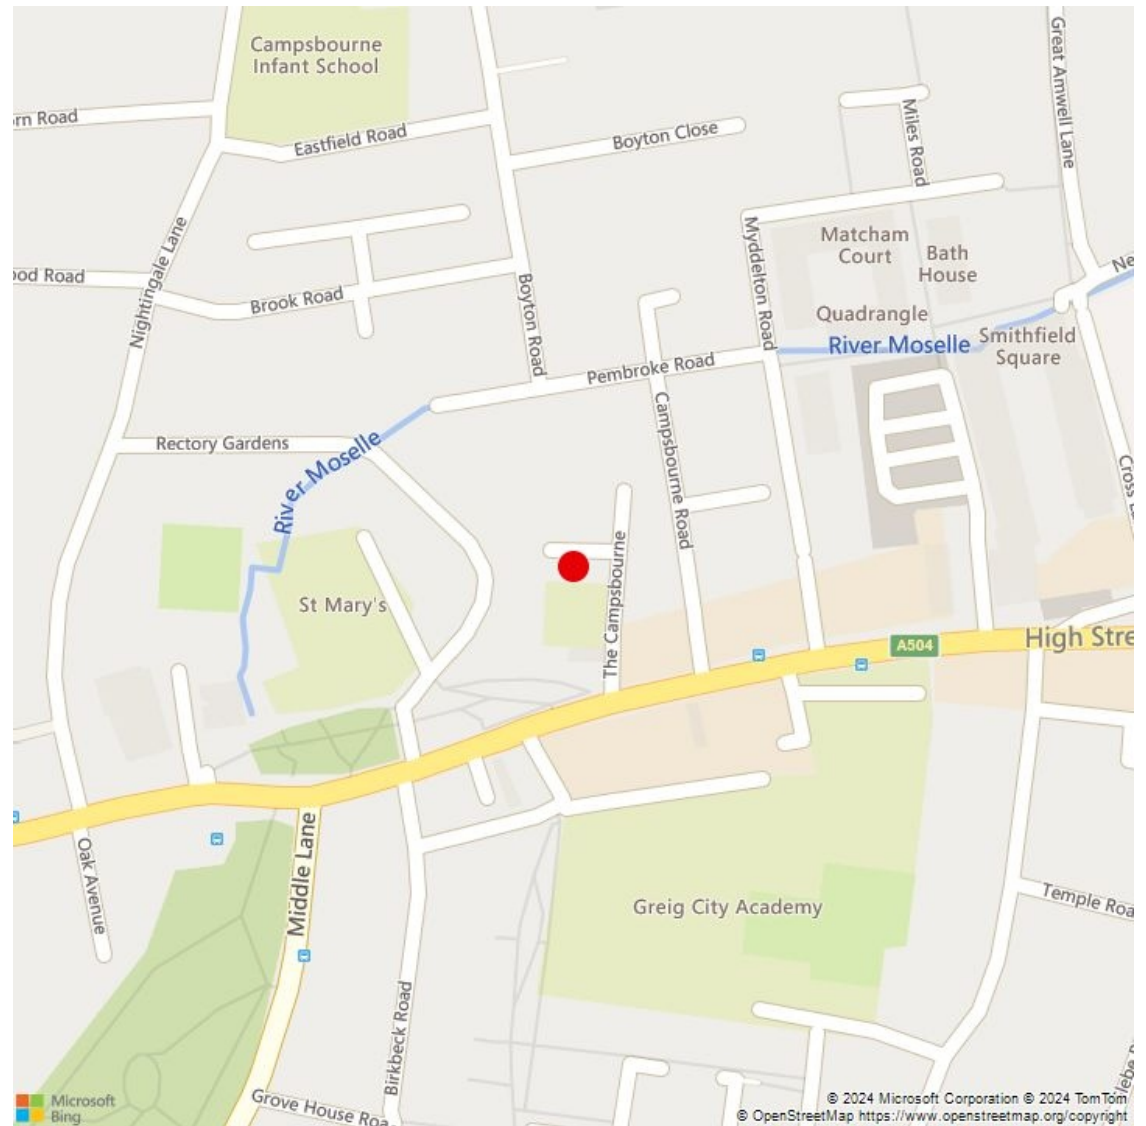 Campsbourne
Infant School
Great Amwell Lane
rn Road
Eastfield Road
Boyton Close
Miles Road
Nightingale Lane
Myddelton Road
Matcham
Court
Bath
House
ood Road
Brook Road
Boyton Road
Ne
Quadrangle
River Moselle
Smithfield
Square
Pembroke Road
Rectory Gardens
River Moselle
Campsbourne Road
Cross L
St Mary's
The Campsbourne
A504
High Stre
Oak Avenue
Middle Lane
Greig City Academy
Temple Roa
Birkbeck Road
Grove House Roa
lebe R
Microsoft
Bing
© 2024 Microsoft Corporation © 2024 TomTom
© OpenStreetMap https://www.openstreetmap.org/copyright